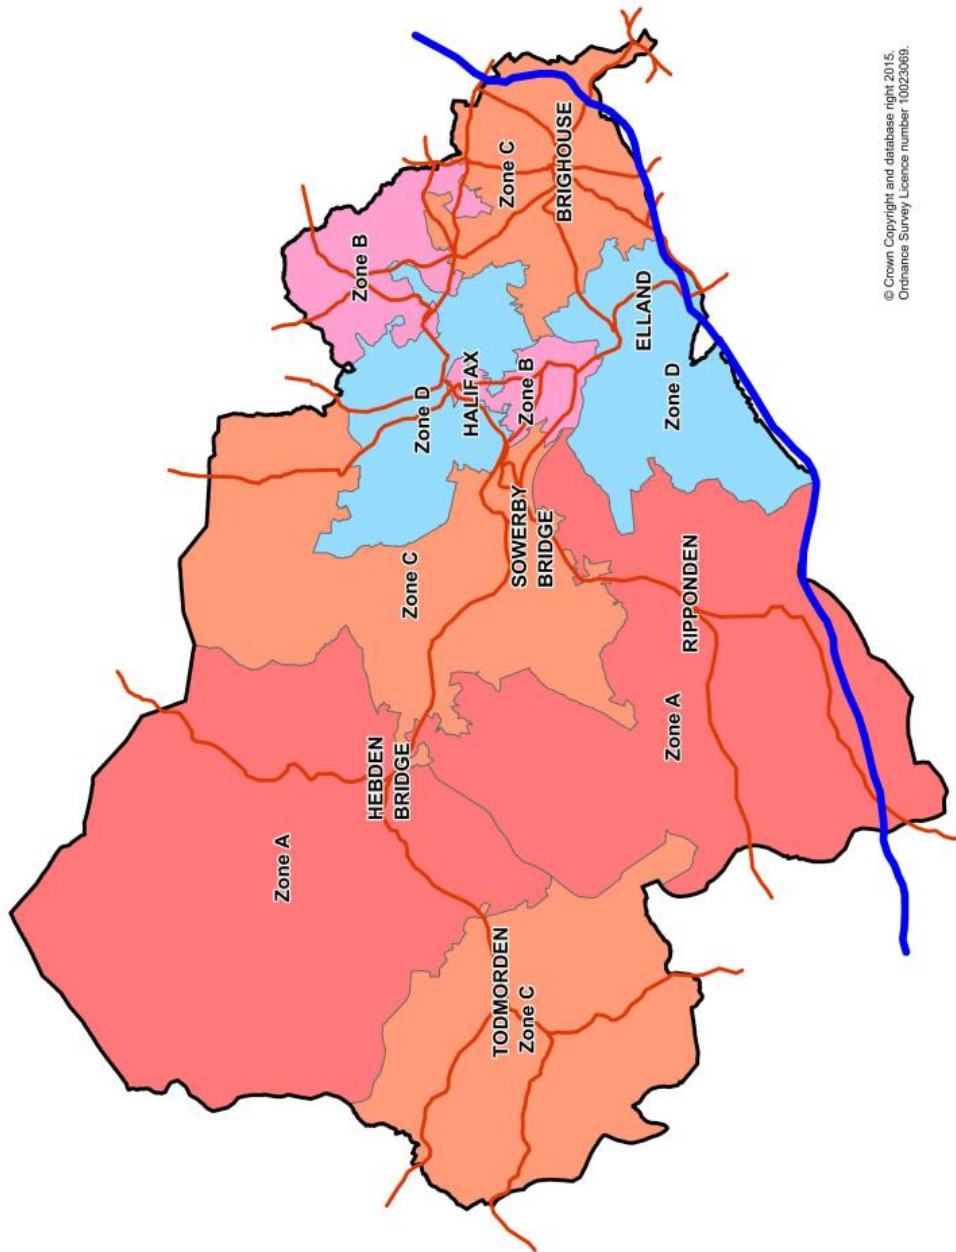 Zone A
HEBDEN
BRIDGE
TODMORDEN
Zone C
Zone C
SOWERBY
BRIDGE
Zone A
RIPPONDEN
Zone D
HALIFAX
Zone B
Zone B
Zone D
ELLAND
Zone C
BRIGHOUSE
© Crown Copyright and database right 2015.
Ordnance Survey Licence number 10023069.